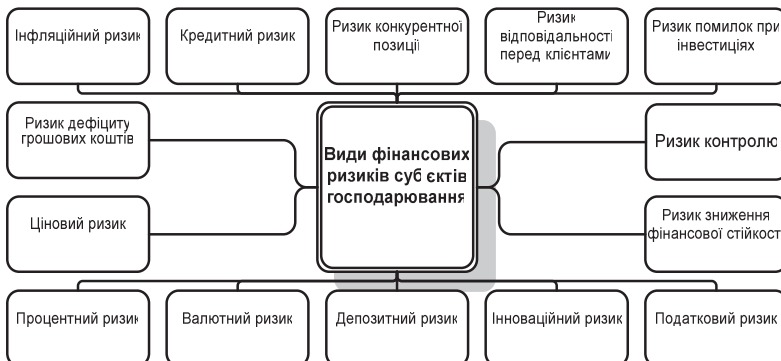 Інфляційний ризик
Кредитний ризик
Ризик конкурентної
позиції
Ризик
відповідальності
перед клієнтами
Ризик помилок при
інвестиціях
Ризик дефіциту
грошових коштів
Види фінансових
ризиків суб єктів
господарювання
Ризик контролю
Ціновий ризик
Ризик зниження
фінансової стійкост
Процентний ризик
Валютний ризик
Депозитний ризик
Інноваційний ризик
Податковий ризик